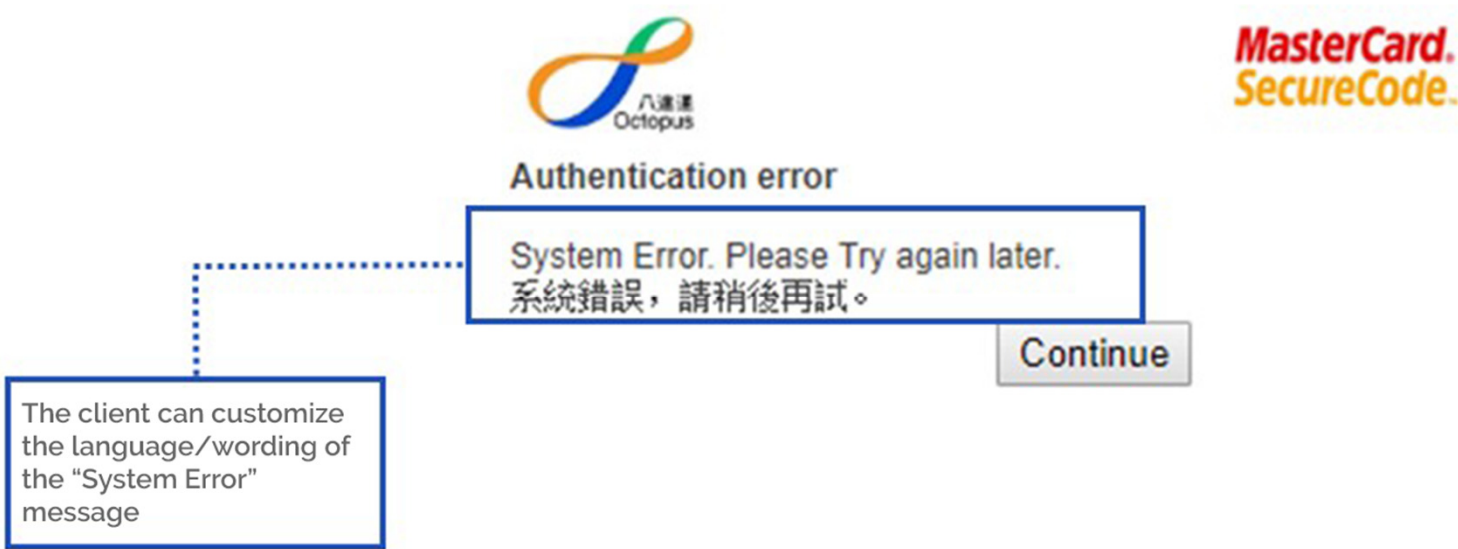 八達通
Octopus
MasterCard.
SecureCode.
Authentication error
System Error. Please Try again later.
系統錯誤，請稍後再試。
Continue
The client can customize
the language/wording of
the “System Error”
message